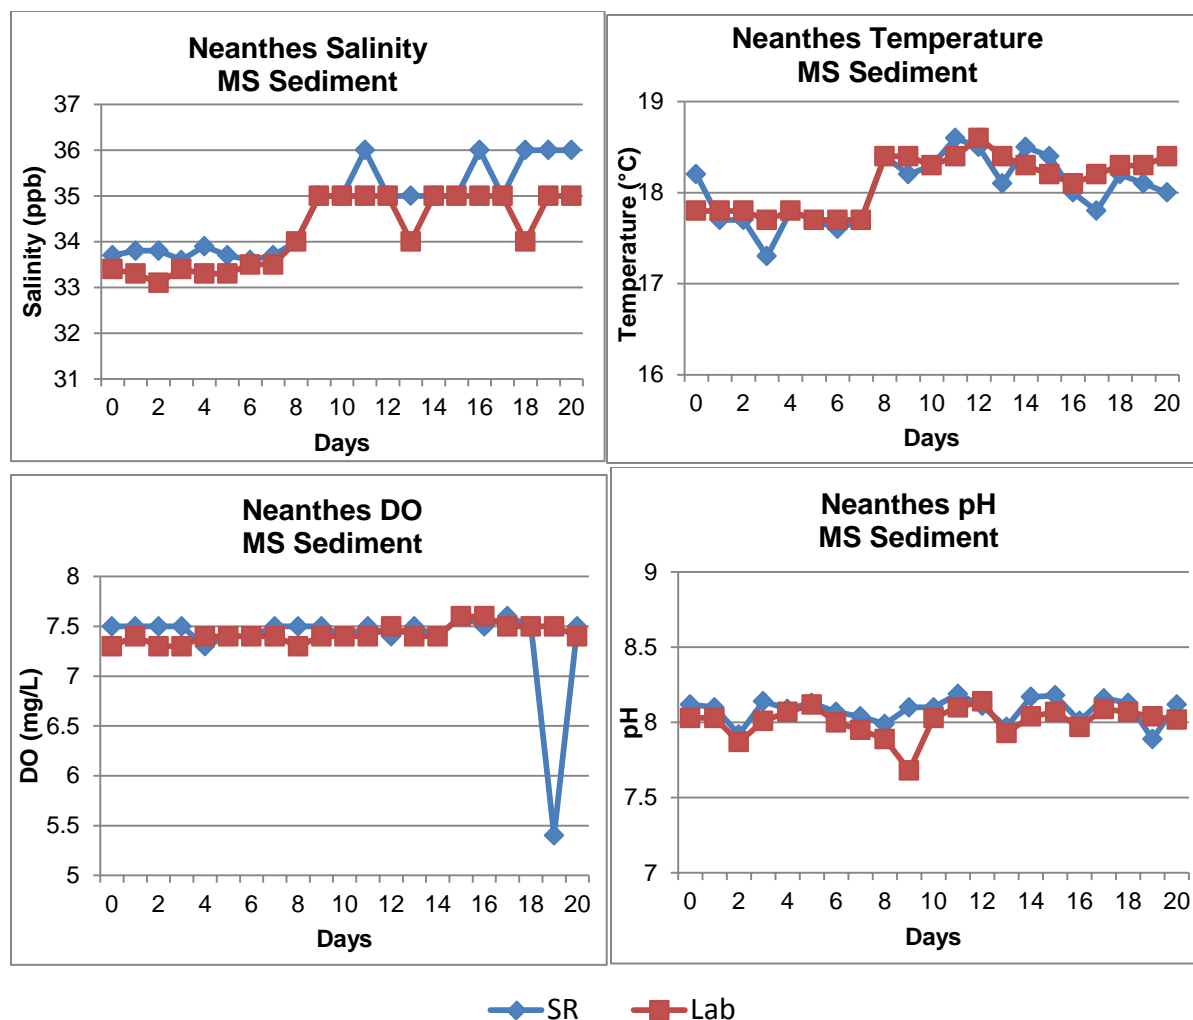 Neanthes Salinity
MS Sediment
37
36
35
34
33
32
31
Salinity (ppb)
0 2 4 6 8 10 12 14 16 18 20
Days
Neanthes Temperature
MS Sediment
19
18
17
16
Temperature (°C)
0 2 4 6 8 10 12 14 16 18 20
Days
Neanthes DO
MS Sediment
8
7.5
7
6.5
6
5.5
5
DO (mg/L)
0 2 4 6 8 10 12 14 16 18 20
Days
Neanthes pH
MS Sediment
9
8.5
8
7.5
7
pH
0 2 4 6 8 10 12 14 16 18 20
Days
SR Lab